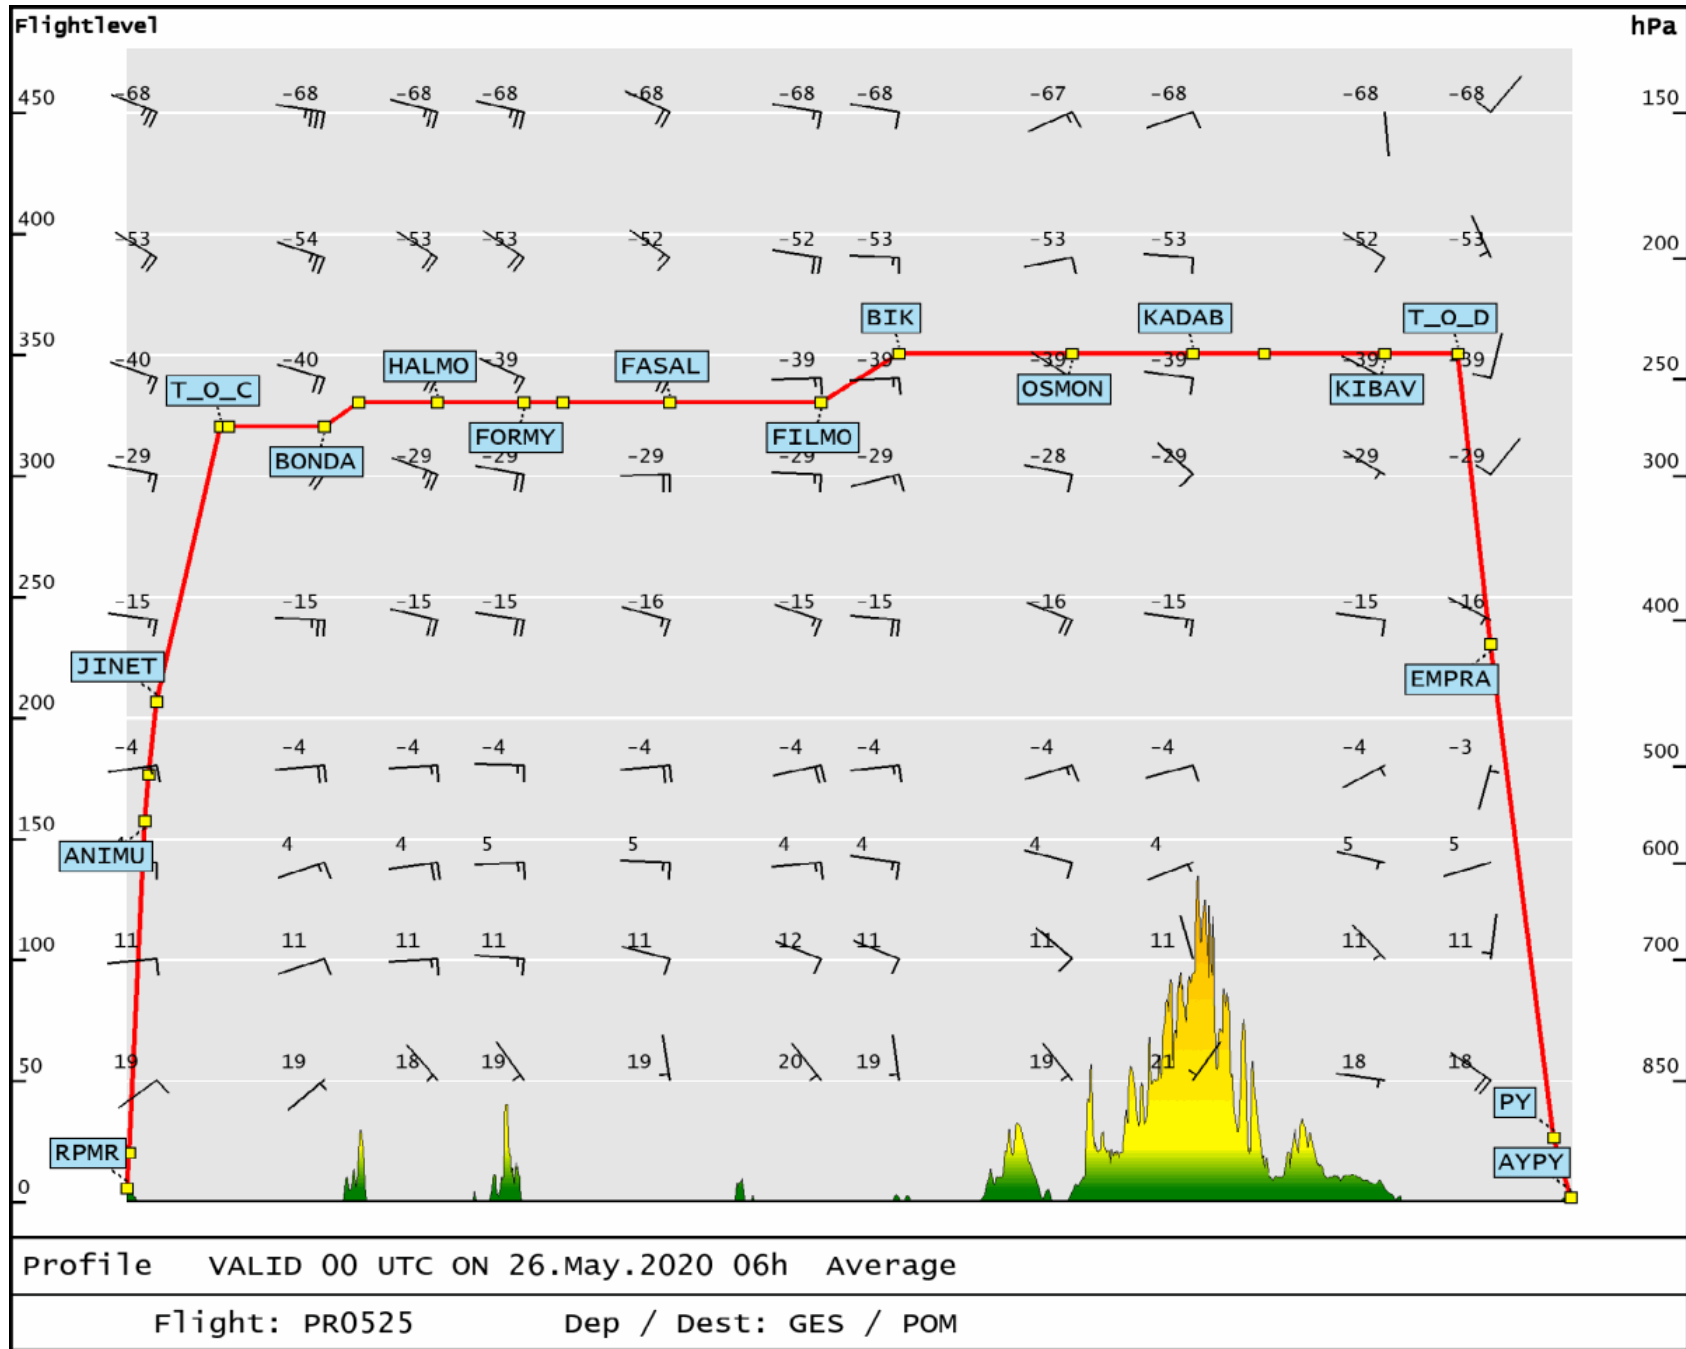 Flightlevel hPa
-68 -68 -68 -68 -68 -68 -68 -67 -68 -68 -68
450 150
400
-53 -54 -53 -53 -52 -52 -53 -53 -53 -52 -53
200
BIK KADAB T_O_D
350
-40 -40 HALMO -39 FASAL -39 -39 -39 -39 -39 -39
250
T_O_C OSMON KIBAV
FORMY FILMO
BONDA
-29 -29 -29 -29 -29 -29 -28 -29 -29 -29
300 300
250
-15 -15 -15 -15 -16 -15 -15 -16 -15 -15 -16
400
JINET
EMPRA
200
-4 -4 -4 -4 -4 -4 -4 -4 -4 -4 -3
500
150
ANIMU 4 4 5 5 4 4 4 4 5 5
600
100 11 11 11 11 11 12 11 11 11 11 11 700
50 19 19 18 19 19 20 19 19 21 18 18 850
PY
RPMR
AYPY
0
Profile VALID 00 UTC ON 26.May.2020 06h Average
Flight: PR0525 Dep / Dest: GES / POM